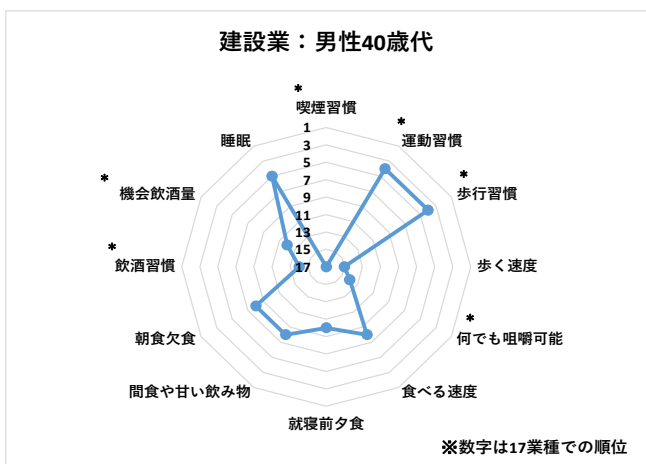 建設業：男性40歳代
*
喫煙習慣
*
運動習慣
*
歩行習慣
歩く速度
*
何でも咀嚼可能
食べる速度
就寝前夕食
間食や甘い飲み物
朝食欠食
*
飲酒習慣
*
機会飲酒量
睡眠
1
3
5
7
9
11
13
15
17
※数字は17業種での順位